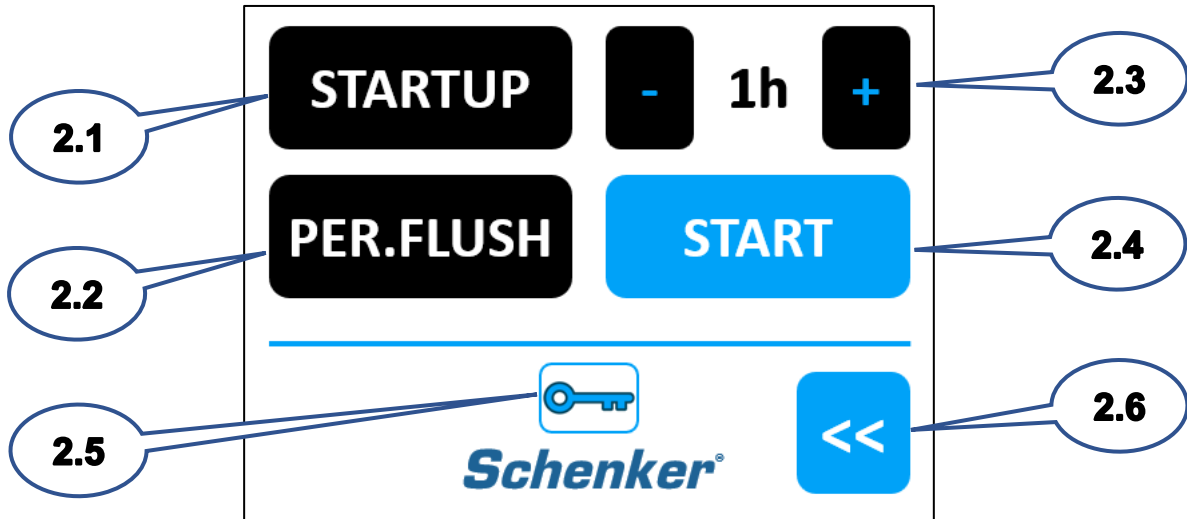 STARTUP - 1h +
2.3
2.1
PER.FLUSH START
2.4
2.2
2.5
Schenker®
<<
2.6